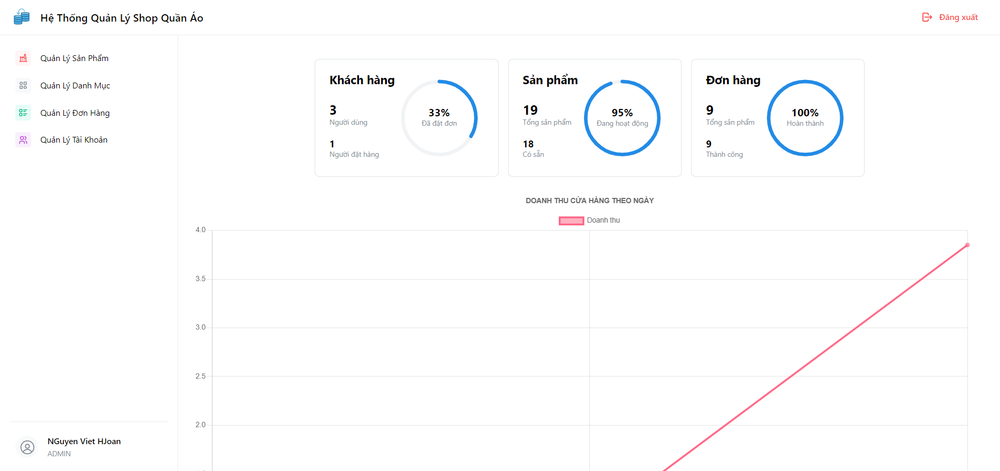 Hệ Thống Quản Lý Shop Quần Áo
Đăng xuất
Quản Lý Sản Phẩm
Quản Lý Danh Mục
Quản Lý Đơn Hàng
Quản Lý Tài Khoản
Khách hàng
3
Người dùng
1
Người đặt hàng
33%
Đã đặt đơn
Sản phẩm
19
Tổng sản phẩm
18
Có sẵn
95%
Đang hoạt động
Đơn hàng
9
Tổng sản phẩm
9
Thành công
100%
Hoàn thành
DOANH THU CỬA HÀNG THEO NGÀY
Doanh thu
4.0
3.5
3.0
2.5
2.0
NGuyen Viet HJoan
ADMIN